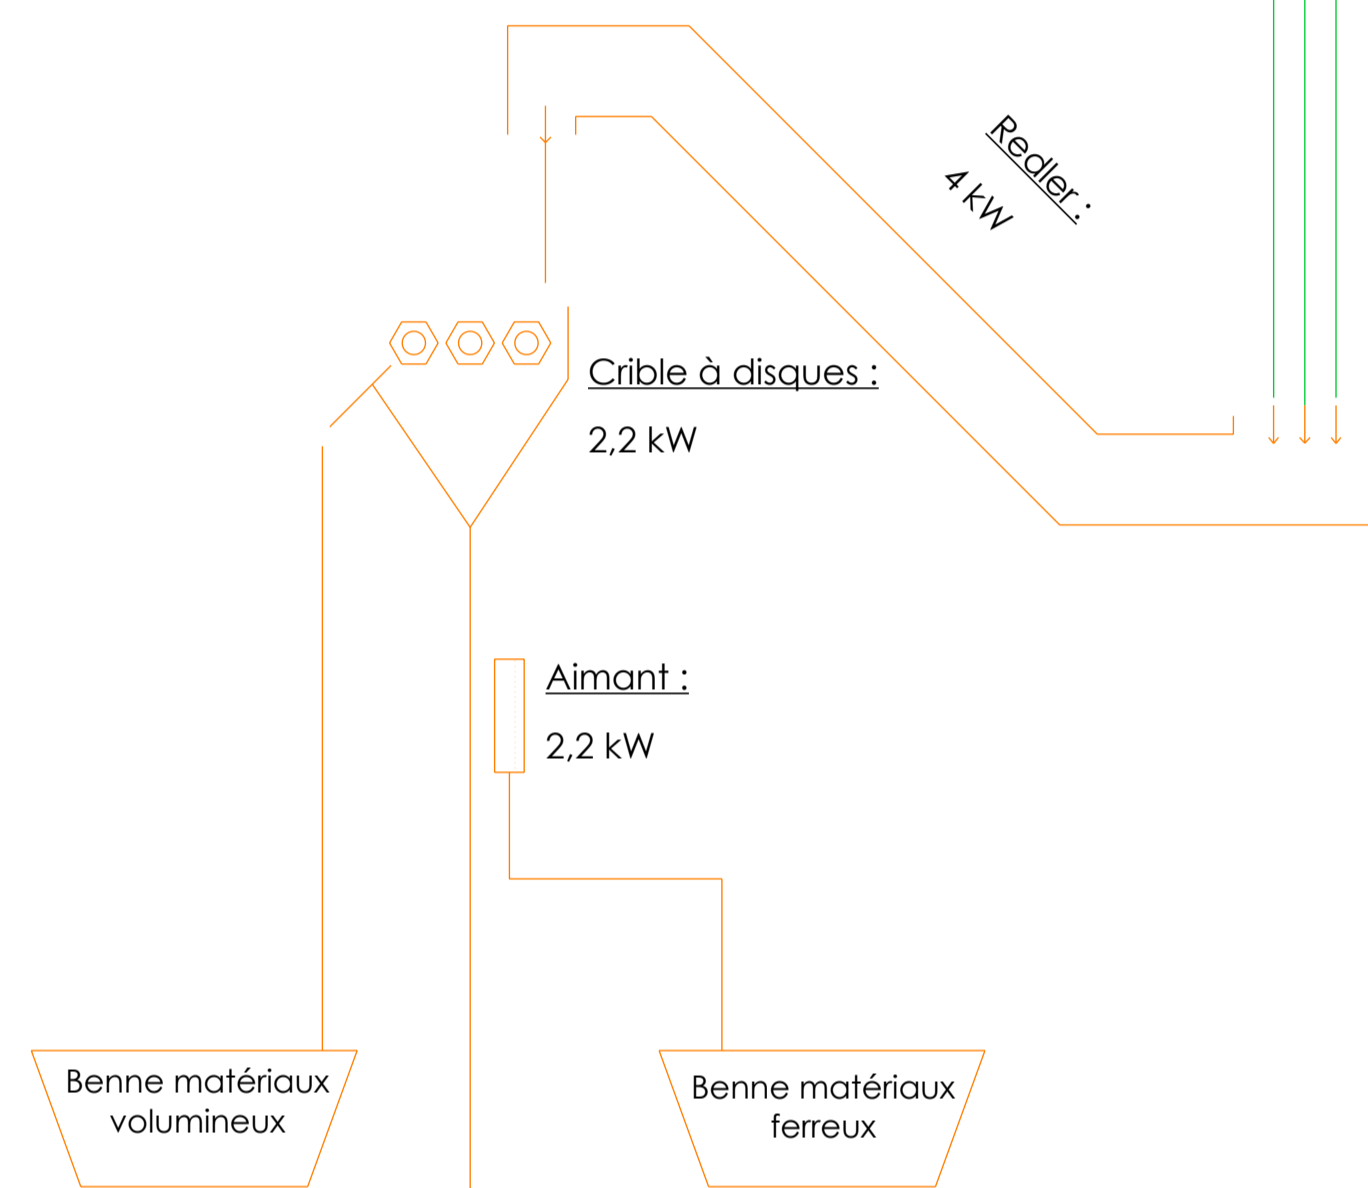 Redler :
4 kW
Crible à disques :
2,2 kW
Aimant :
2,2 kW
Benne matériaux
volumineux
Benne matériaux
ferreux